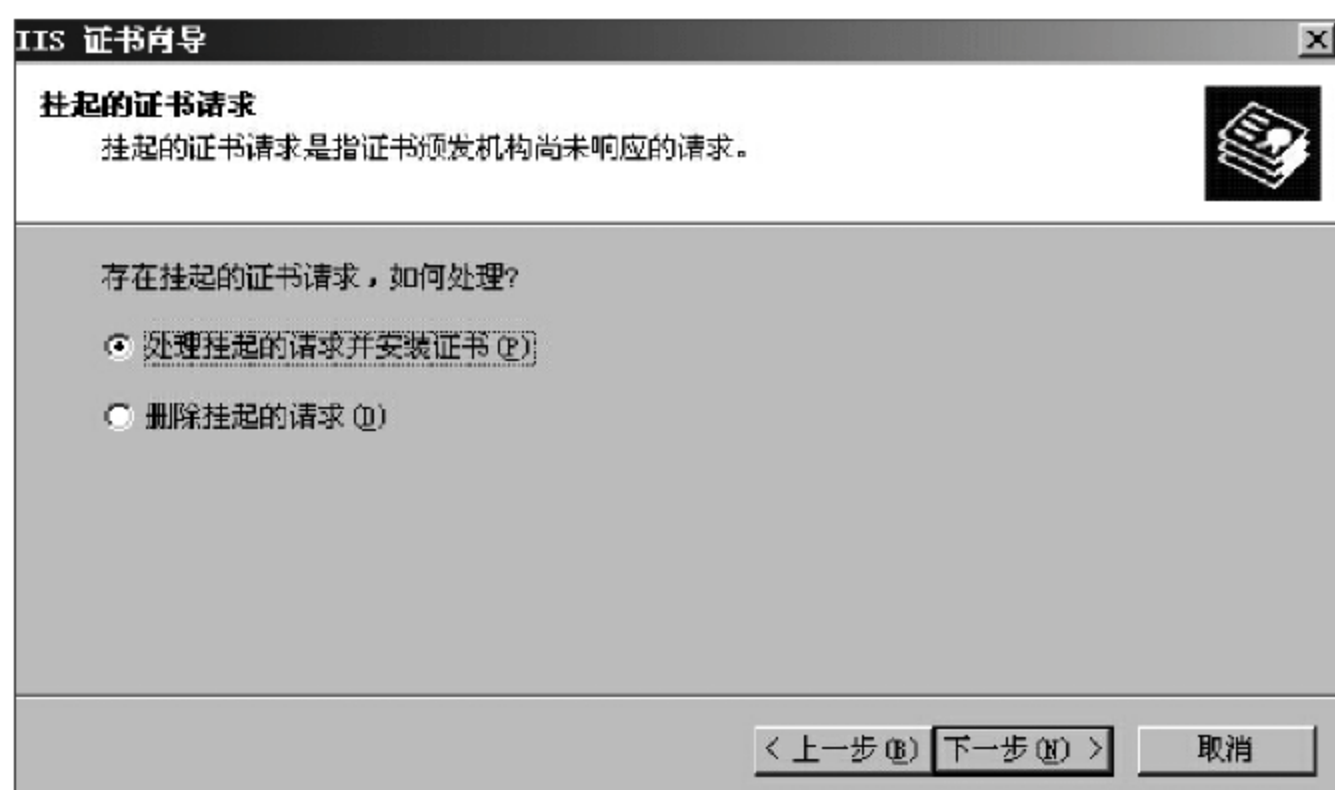 IIS 证书向导
挂起的证书请求
挂起的证书请求是指证书颁发机构尚未响应的请求。
存在挂起的证书请求，如何处理?
处理挂起的请求并安装证书(P)
删除挂起的请求(D)
< 上一步(B) 下一步(N) > 取消